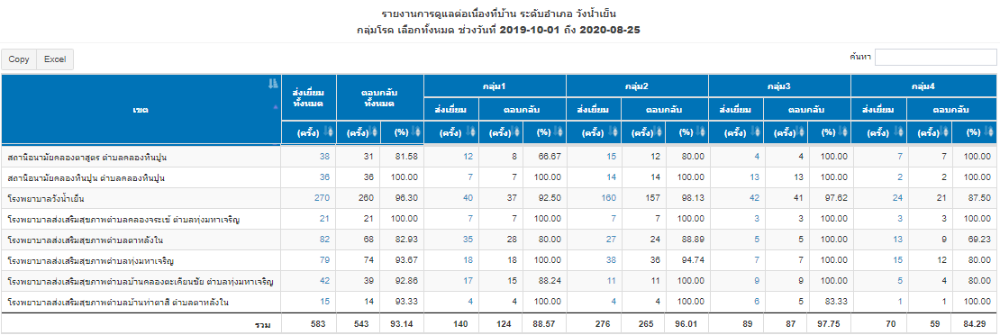 รายงานการดูแลต่อเนื่องที่บ้าน ระดับอำเภอ วังน้ำเย็น
กลุ่มโรค เลือกทั้งหมด ช่วงวันที่ 2019-10-01 ถึง 2020-08-25
Copy Excel ค้นหา
เขต ส่งเยี่ยมทั้งหมด ตอบกลับทั้งหมด กลุ่ม1 กลุ่ม2 กลุ่ม3 กลุ่ม4
ส่งเยี่ยม ตอบกลับ ส่งเยี่ยม ตอบกลับ ส่งเยี่ยม ตอบกลับ ส่งเยี่ยม ตอบกลับ
(ครั้ง) (ครั้ง) (%) (ครั้ง) (ครั้ง) (%) (ครั้ง) (ครั้ง) (%) (ครั้ง) (ครั้ง) (%) (ครั้ง) (ครั้ง) (%)
สถานีอนามัยคลองตาสูตร ตำบลคลองหินปูน 38 31 81.58 12 8 66.67 15 12 80.00 4 4 100.00 7 7 100.00
สถานีอนามัยคลองหินปูน ตำบลคลองหินปูน 36 36 100.00 7 7 100.00 14 14 100.00 13 13 100.00 2 2 100.00
โรงพยาบาลวังน้ำเย็น 270 260 96.30 40 37 92.50 160 157 98.13 42 41 97.62 24 21 87.50
โรงพยาบาลส่งเสริมสุขภาพตำบลคลองจระเข้ ตำบลทุ่งมหาเจริญ 21 21 100.00 7 7 100.00 7 7 100.00 3 3 100.00 3 3 100.00
โรงพยาบาลส่งเสริมสุขภาพตำบลตาหลังใน 82 68 82.93 35 28 80.00 27 24 88.89 5 5 100.00 13 9 69.23
โรงพยาบาลส่งเสริมสุขภาพตำบลทุ่งมหาเจริญ 79 74 93.67 18 18 100.00 38 36 94.74 7 7 100.00 15 12 80.00
โรงพยาบาลส่งเสริมสุขภาพตำบลบ้านคลองตะเคียนชัย ตำบลทุ่งมหาเจริญ 42 39 92.86 17 15 88.24 11 11 100.00 9 9 100.00 5 4 80.00
โรงพยาบาลส่งเสริมสุขภาพตำบลบ้านท่าตาสี ตำบลตาหลังใน 15 14 93.33 4 4 100.00 4 4 100.00 6 5 83.33 1 1 100.00
รวม 583 543 93.14 140 124 88.57 276 265 96.01 89 87 97.75 70 59 84.29